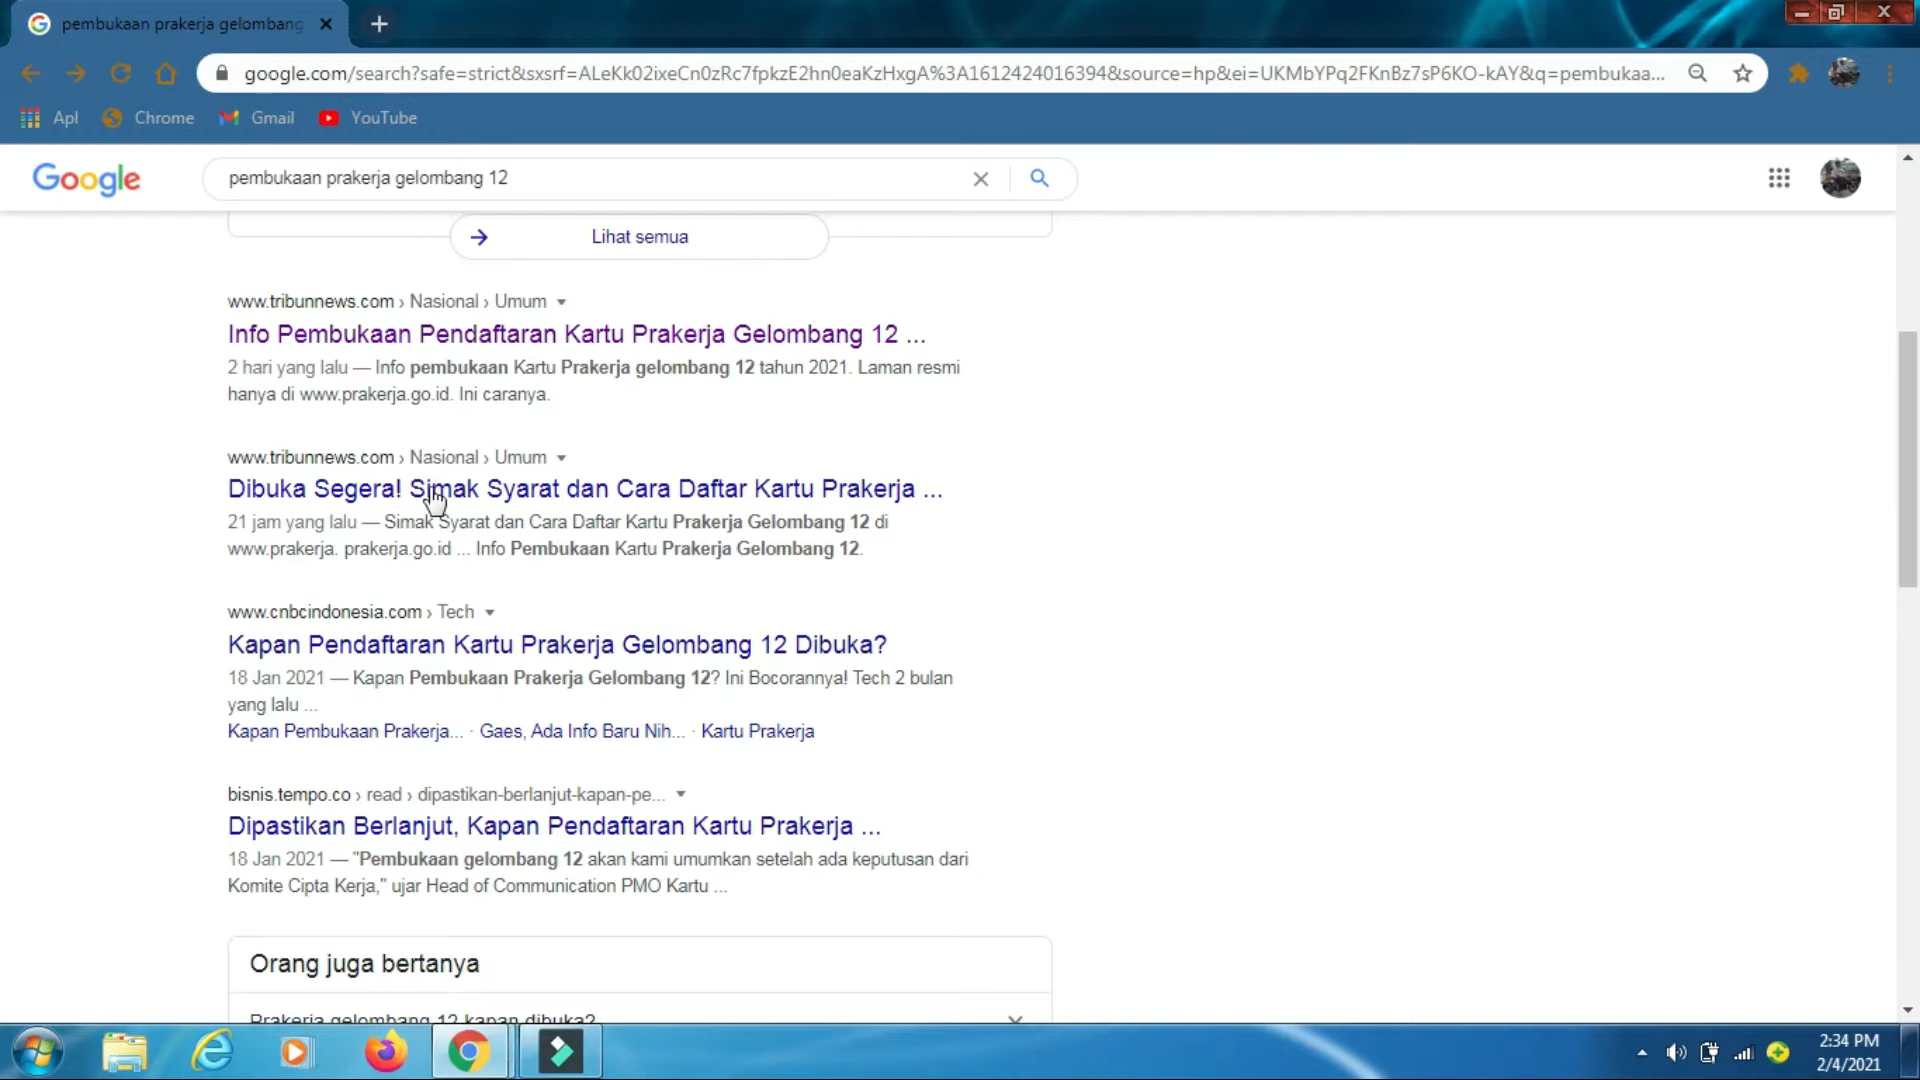 pembukaan prakerja gelombang
google.com/search?safe=strict&sxsrf=ALeKk02ixeCn0zRc7fpkzE2hn0eaKzHxgA%3A1612424016394&source=hp&ei=UKMbYPq2FKnBz7sP6KO-kAY&q=pembukaa...
Apl Chrome Gmail YouTube
Google
pembukaan prakerja gelombang 12
Lihat semua
www.tribunnews.com › Nasional › Umum
Info Pembukaan Pendaftaran Kartu Prakerja Gelombang 12 ...
2 hari yang lalu — Info pembukaan Kartu Prakerja gelombang 12 tahun 2021. Laman resmi
hanya di www.prakerja.go.id. Ini caranya.
www.tribunnews.com › Nasional › Umum
Dibuka Segera! Simak Syarat dan Cara Daftar Kartu Prakerja ...
21 jam yang lalu — Simak Syarat dan Cara Daftar Kartu Prakerja Gelombang 12 di
www.prakerja. prakerja.go.id ... Info Pembukaan Kartu Prakerja Gelombang 12.
www.cnbcindonesia.com › Tech
Kapan Pendaftaran Kartu Prakerja Gelombang 12 Dibuka?
18 Jan 2021 — Kapan Pembukaan Prakerja Gelombang 12? Ini Bocorannya! Tech 2 bulan
yang lalu ...
Kapan Pembukaan Prakerja... · Gaes, Ada Info Baru Nih... · Kartu Prakerja
bisnis.tempo.co › read › dipastikan-berlanjut-kapan-pe...
Dipastikan Berlanjut, Kapan Pendaftaran Kartu Prakerja ...
18 Jan 2021 — "Pembukaan gelombang 12 akan kami umumkan setelah ada keputusan dari
Komite Cipta Kerja," ujar Head of Communication PMO Kartu ...
Orang juga bertanya
Prakerja gelombang 12 kapan dibuka?
2:34 PM
2/4/2021